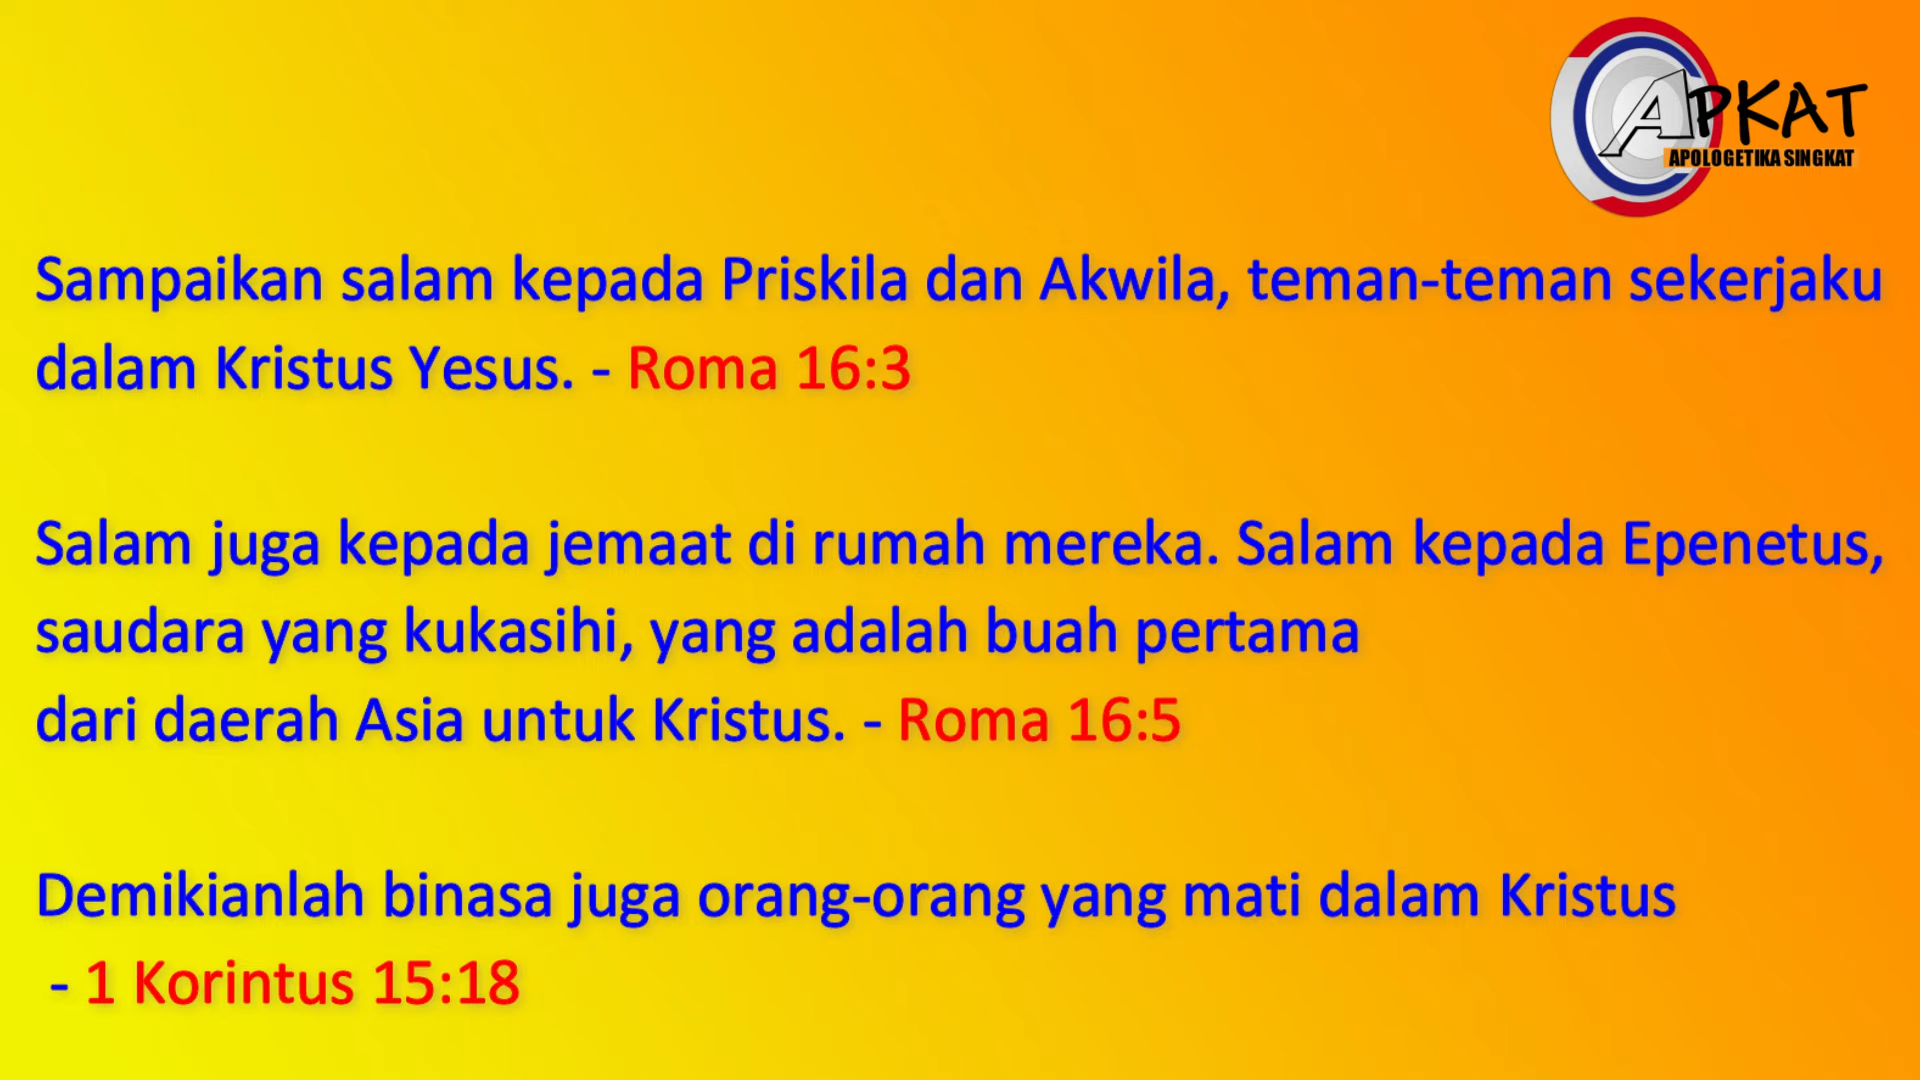 APKAT
APOLOGETIKA SINGKAT
Sampaikan salam kepada Priskila dan Akwila, teman-teman sekerjaku
dalam Kristus Yesus. - Roma 16:3
Salam juga kepada jemaat di rumah mereka. Salam kepada Epenetus,
saudara yang kukasihi, yang adalah buah pertama
dari daerah Asia untuk Kristus. - Roma 16:5
Demikianlah binasa juga orang-orang yang mati dalam Kristus
- 1 Korintus 15:18